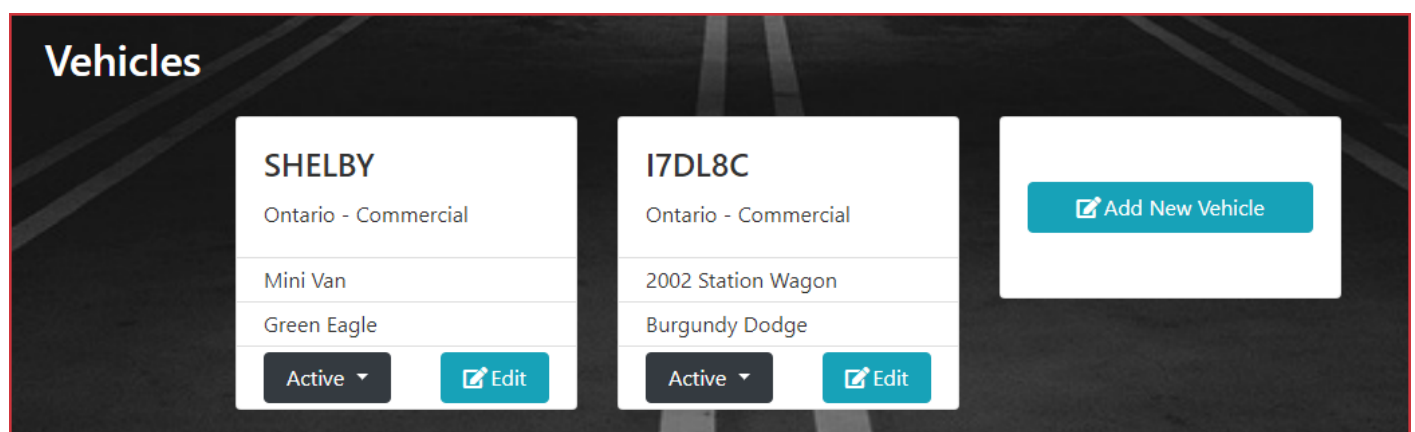 Vehicles
SHELBY
Ontario - Commercial
Mini Van
Green Eagle
Active
Edit
I7DL8C
Ontario - Commercial
2002 Station Wagon
Burgundy Dodge
Active
Edit
Add New Vehicle